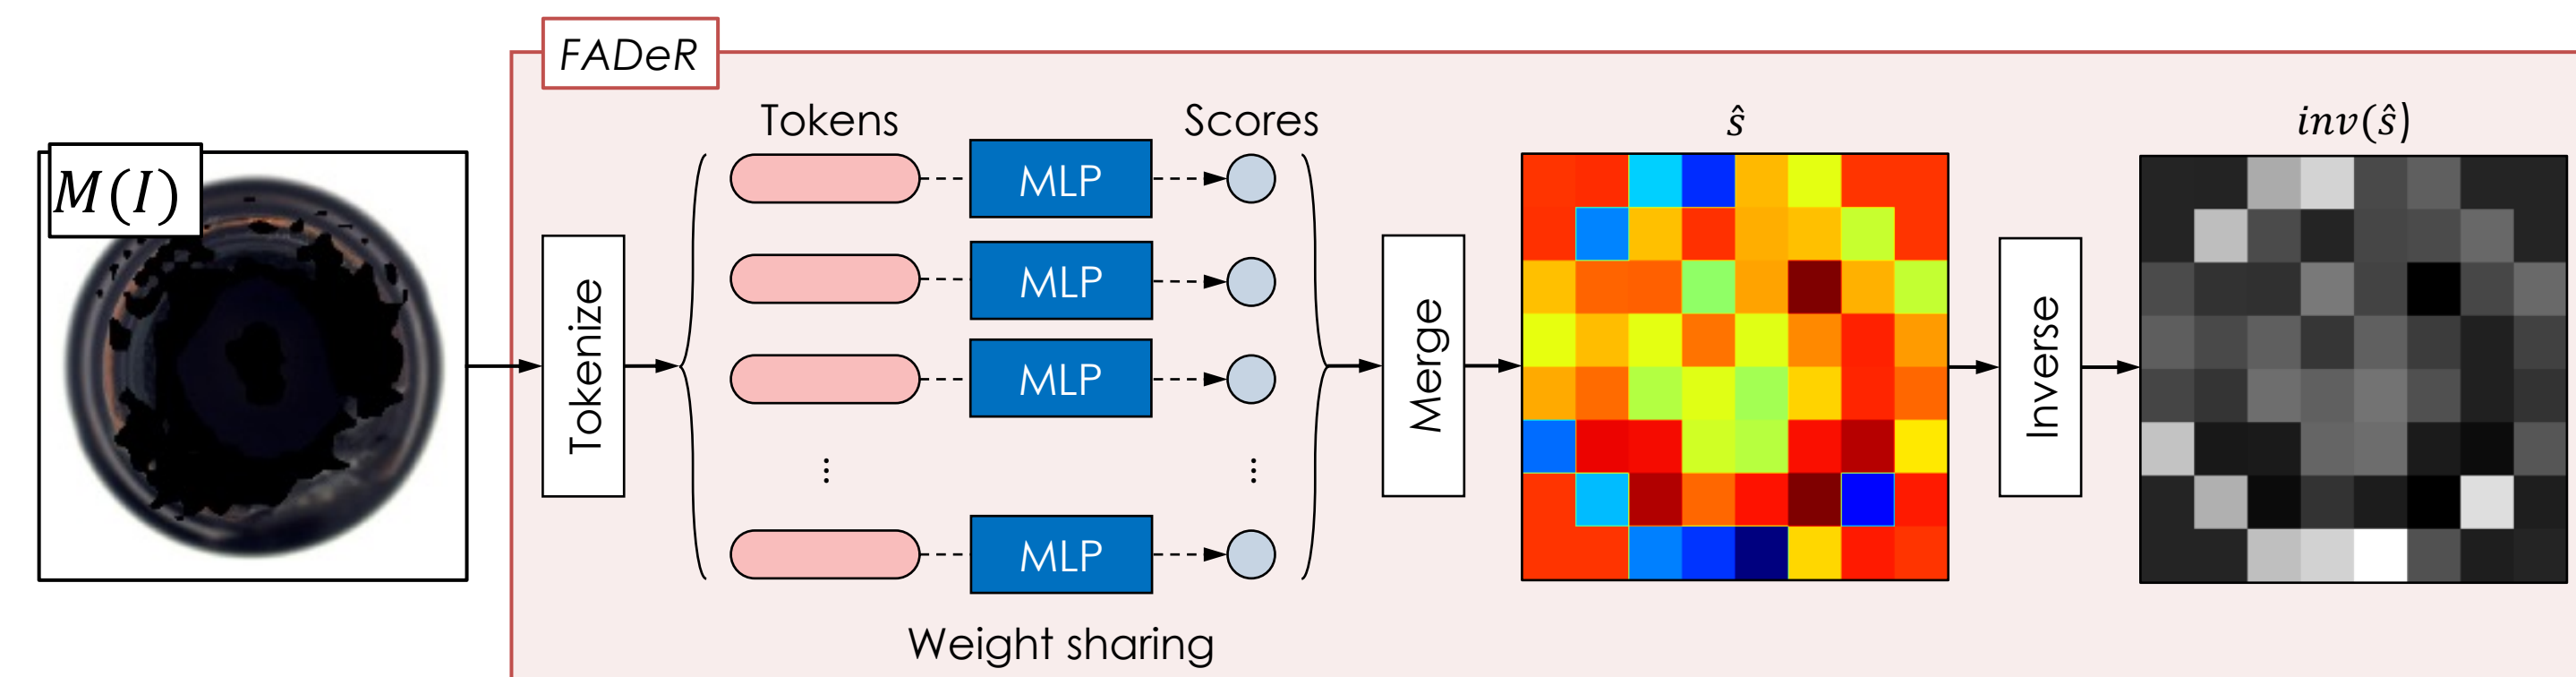 FADeR
M(I)
Tokens
Scores
ŝ
inv(ŝ)
Tokenize
MLP
MLP
MLP
⋮
⋮
MLP
Merge
Inverse
Weight sharing